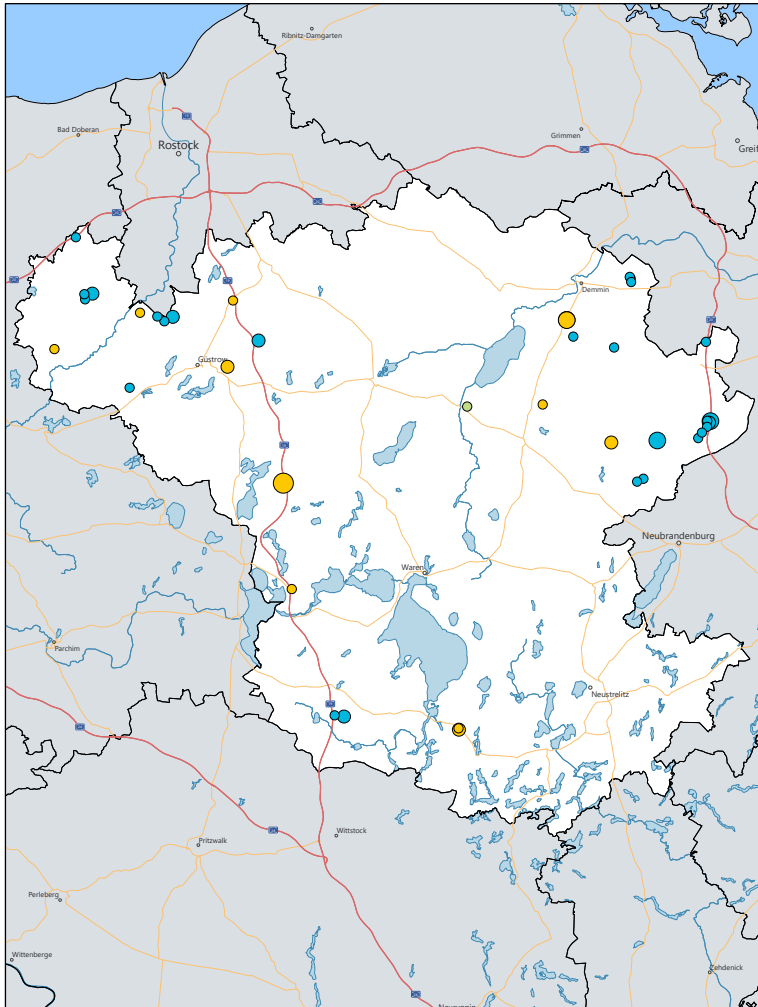 Ribnitz-Damgarten
Bad Doberan
Grimmen
Rostock
Greif
Demmin
Güstrow
Neubrandenburg
Waren
Parchim
Neustrelitz
Wittstock
Pritzwalk
Perleberg
Wittenberge
Zehdenick